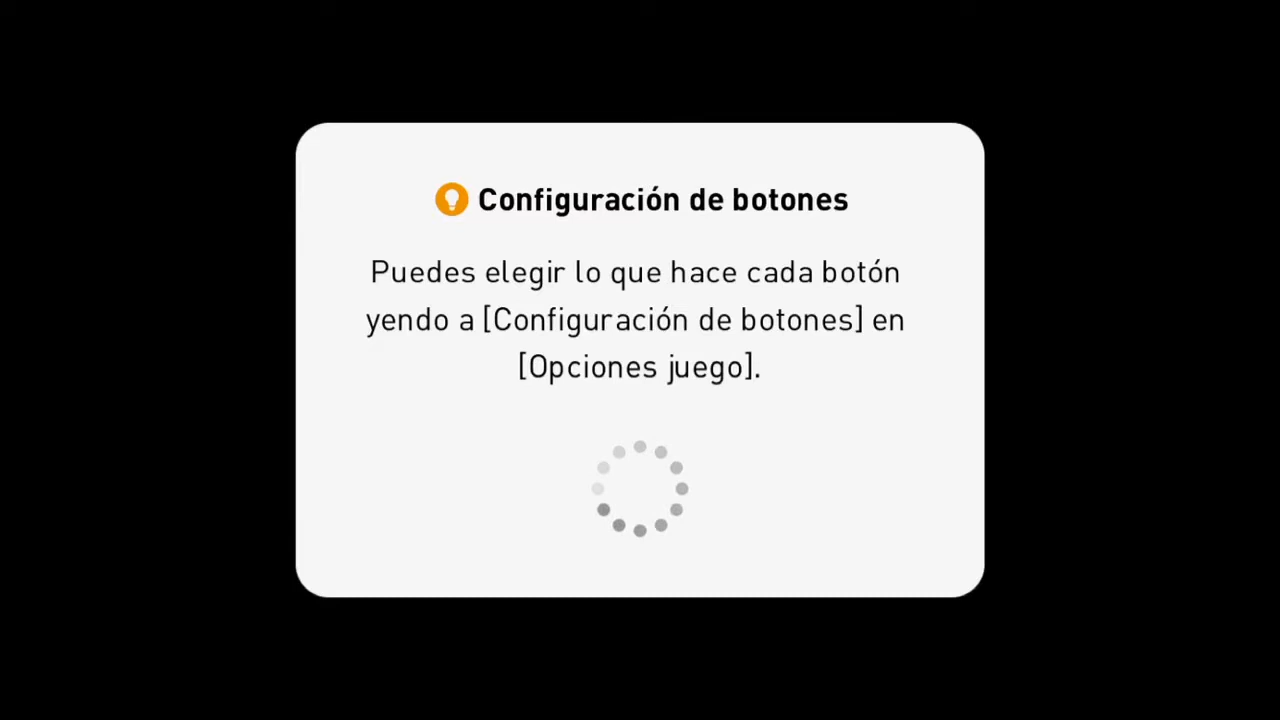 Configuración de botones
Puedes elegir lo que hace cada botón
yendo a [Configuración de botones] en
[Opciones juego].